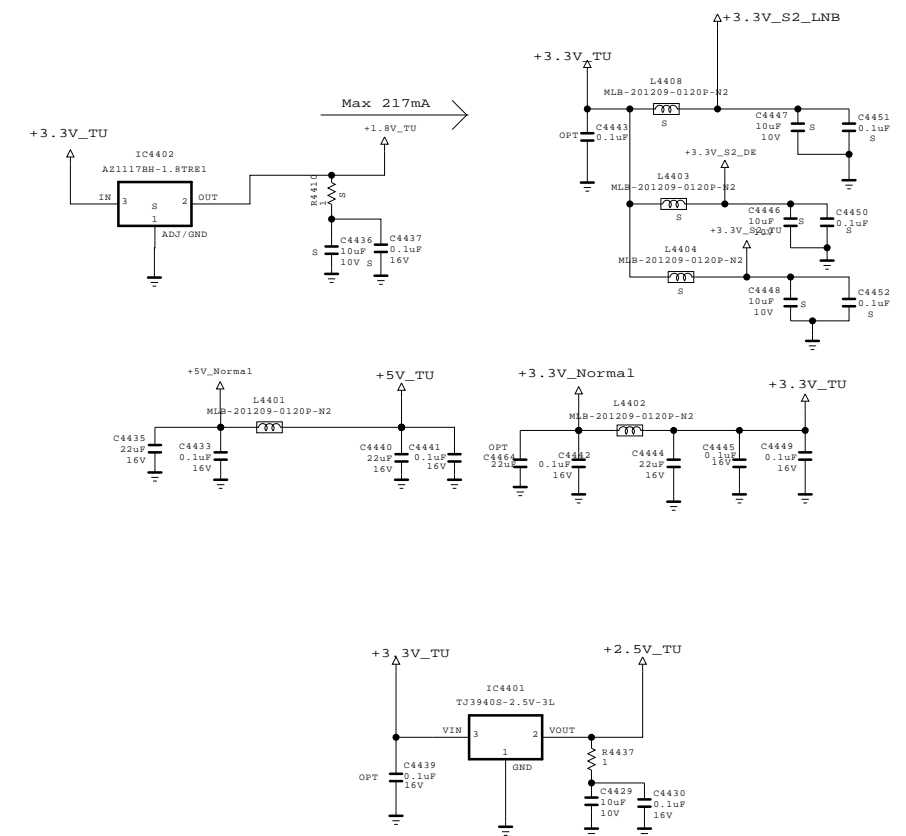 +3.3V_S2_LNB
+3.3V_TU
L4408
MLB-201209-0120P-N2
S
OPT
C4443
0.1uF
C4447
10uF
10V
S
C4451
0.1uF
S
Max 217mA
+1.8V_TU
+3.3V_TU
IC4402
AZ1117BH-1.8TRE1
IN
3
S
2
OUT
1
ADJ/GND
R4410
1
S
S
C4436
10uF
10V
C4437
0.1uF
16V
S
+3.3V_S2_DE
L4403
MLB-201209-0120P-N2
S
C4446
10uF
10V
S
C4450
0.1uF
S
+3.3V_S2_TU
L4404
MLB-201209-0120P-N2
S
C4448
10uF
10V
S
C4452
0.1uF
S
+5V_Normal
+5V_TU
L4401
MLB-201209-0120P-N2
C4435
22uF
16V
C4433
0.1uF
16V
C4440
22uF
16V
C4441
0.1uF
16V
+3.3V_Normal
+3.3V_TU
L4402
MLB-201209-0120P-N2
OPT
C4464
22uF
C4442
0.1uF
16V
C4444
22uF
16V
C4445
0.1uF
16V
C4449
0.1uF
16V
+3.3V_TU
+2.5V_TU
IC4401
TJ3940S-2.5V-3L
VIN
3
2
VOUT
1
GND
R4437
1
OPT
C4439
0.1uF
16V
C4429
10uF
10V
C4430
0.1uF
16V